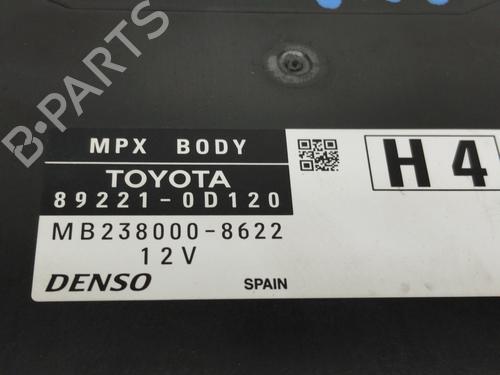 B-PARTS
MPX BODY
TOYOTA
89221-0D120
MB238000-8622
12V
DENSO
SPAIN
H4